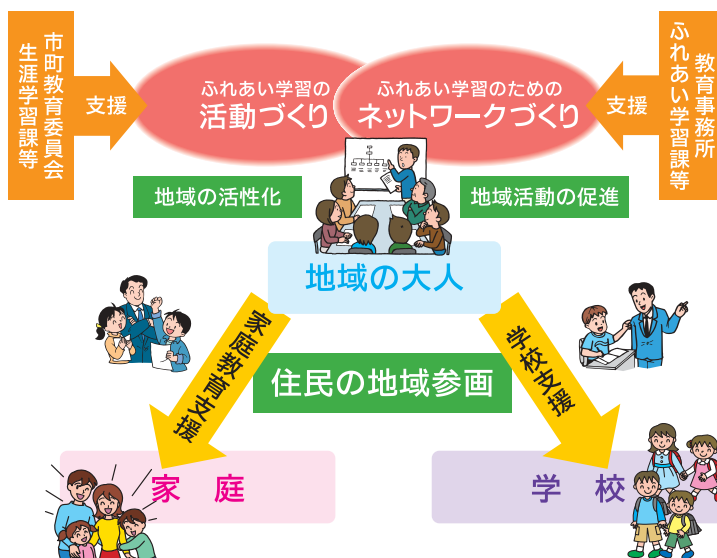 市町教育委員会
生涯学習課等
支援
ふれあい学習の
活動づくり
ふれあい学習のための
ネットワークづくり
支援
教育事務所
ふれあい学習課等
地域の活性化
地域活動の促進
地域の大人
家庭教育支援
学校支援
住民の地域参画
家庭
学校